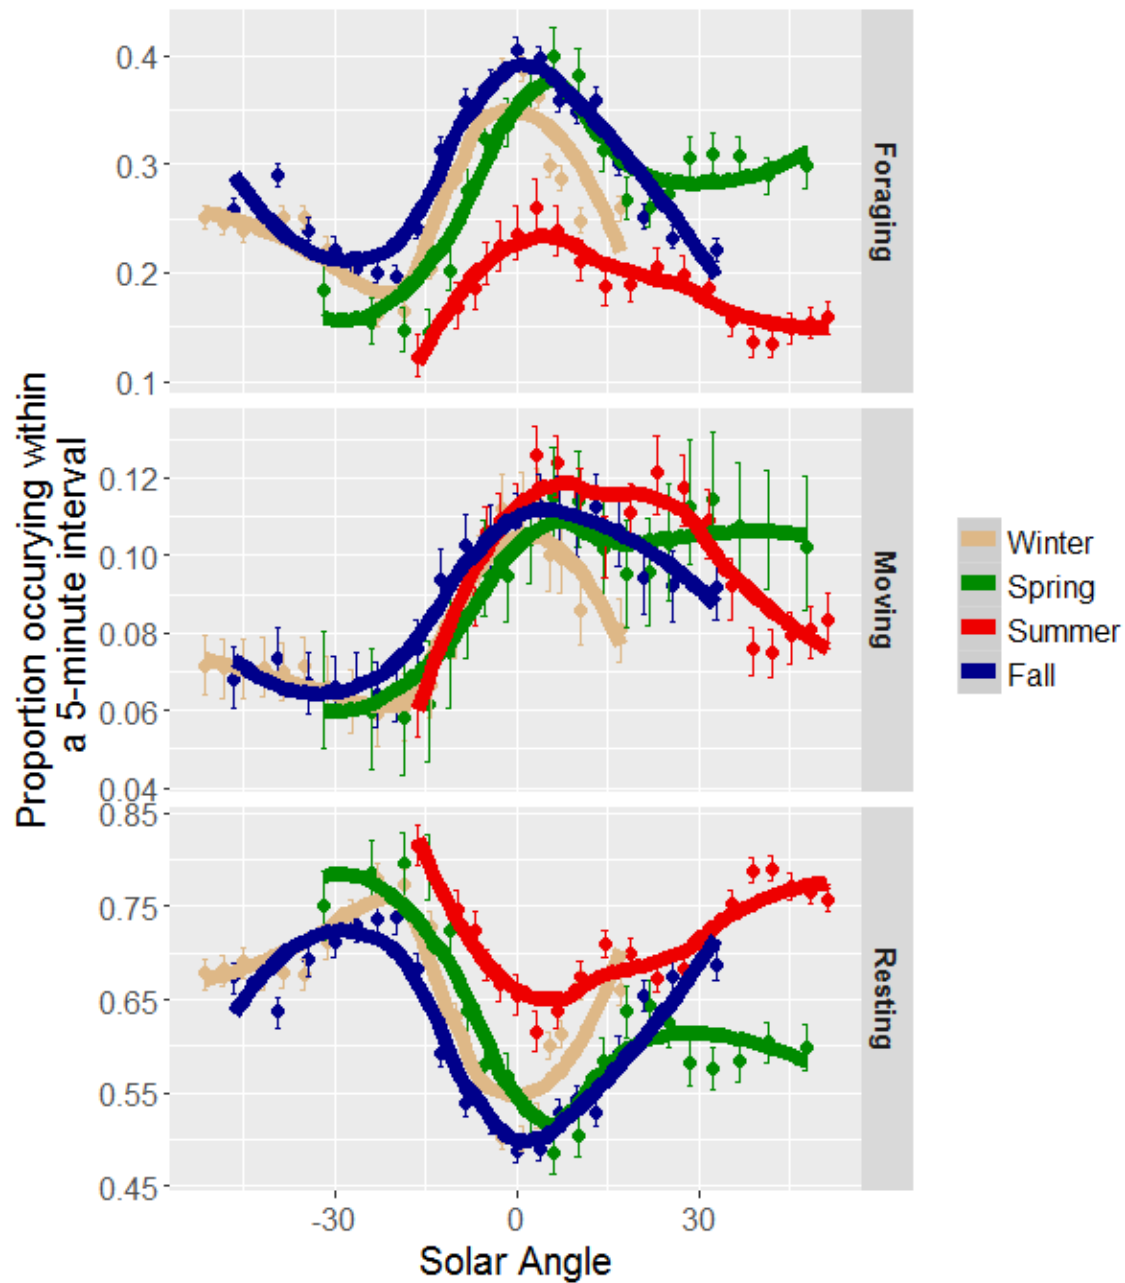 Proportion occurying within
a 5-minute interval
0.4
0.3
0.2
0.1
Foraging
0.12
0.10
0.08
0.06
0.04
Moving
0.85
0.75
0.65
0.55
0.45
Resting
-30
0
30
Solar Angle
Winter
Spring
Summer
Fall